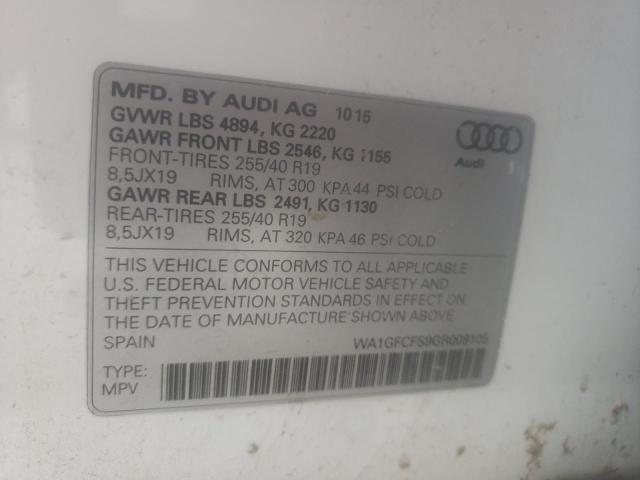 MFD. BY AUDI AG 10 15
GVWR LBS 4894, KG 2220
GAWR FRONT LBS 2546, KG 1155
FRONT-TIRES 255/40 R19
8,5JX19 RIMS, AT 300 KPA 44 PSI COLD
GAWR REAR LBS 2491, KG 1130
REAR-TIRES 255/40 R19
8,5JX19 RIMS, AT 320 KPA 46 PSI COLD
Audi
THIS VEHICLE CONFORMS TO ALL APPLICABLE
U.S. FEDERAL MOTOR VEHICLE SAFETY AND
THEFT PREVENTION STANDARDS IN EFFECT ON
THE DATE OF MANUFACTURE SHOWN ABOVE
SPAIN WA1GFCFS9GR009105
TYPE:
MPV